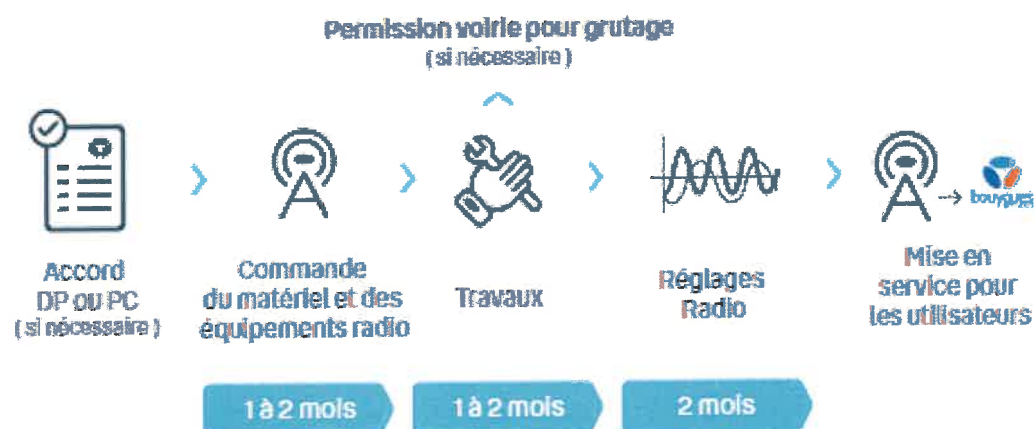 Permission voirie pour grutage
( si nécessaire )
Accord
DP ou PC
( si nécessaire )
Commande
du matériel et des
équipements radio
Travaux
Réglages
Radio
bouygues
Mise en
service pour
les utilisateurs
1 à 2 mois
1 à 2 mois
2 mois